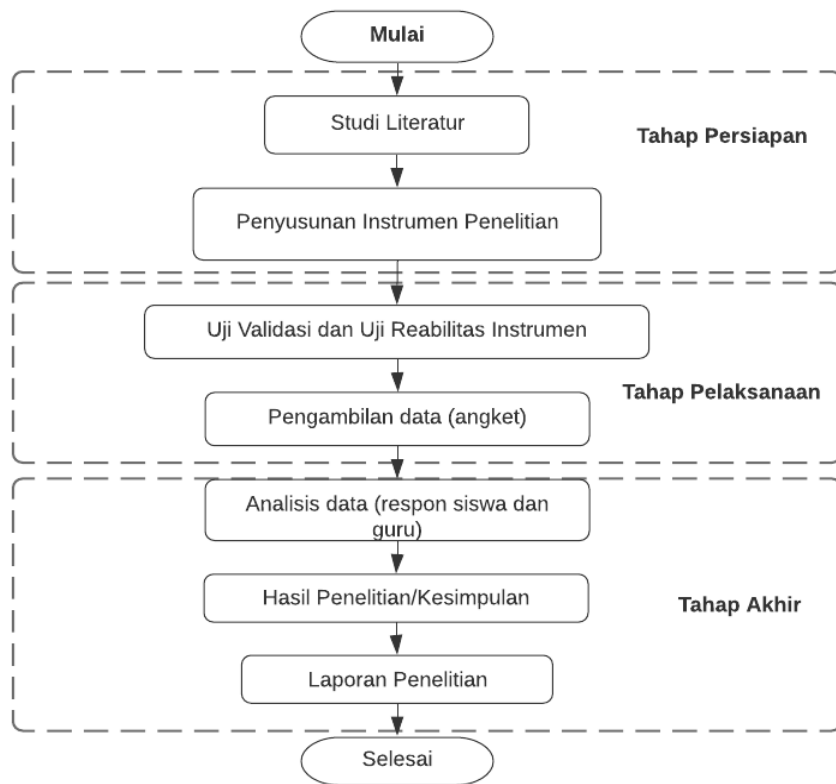 Mulai
Studi Literatur
Tahap Persiapan
Penyusunan Instrumen Penelitian
Uji Validasi dan Uji Reabilitas Instrumen
Tahap Pelaksanaan
Pengambilan data (angket)
Analisis data (respon siswa dan
guru)
Hasil Penelitian/Kesimpulan
Tahap Akhir
Laporan Penelitian
Selesai